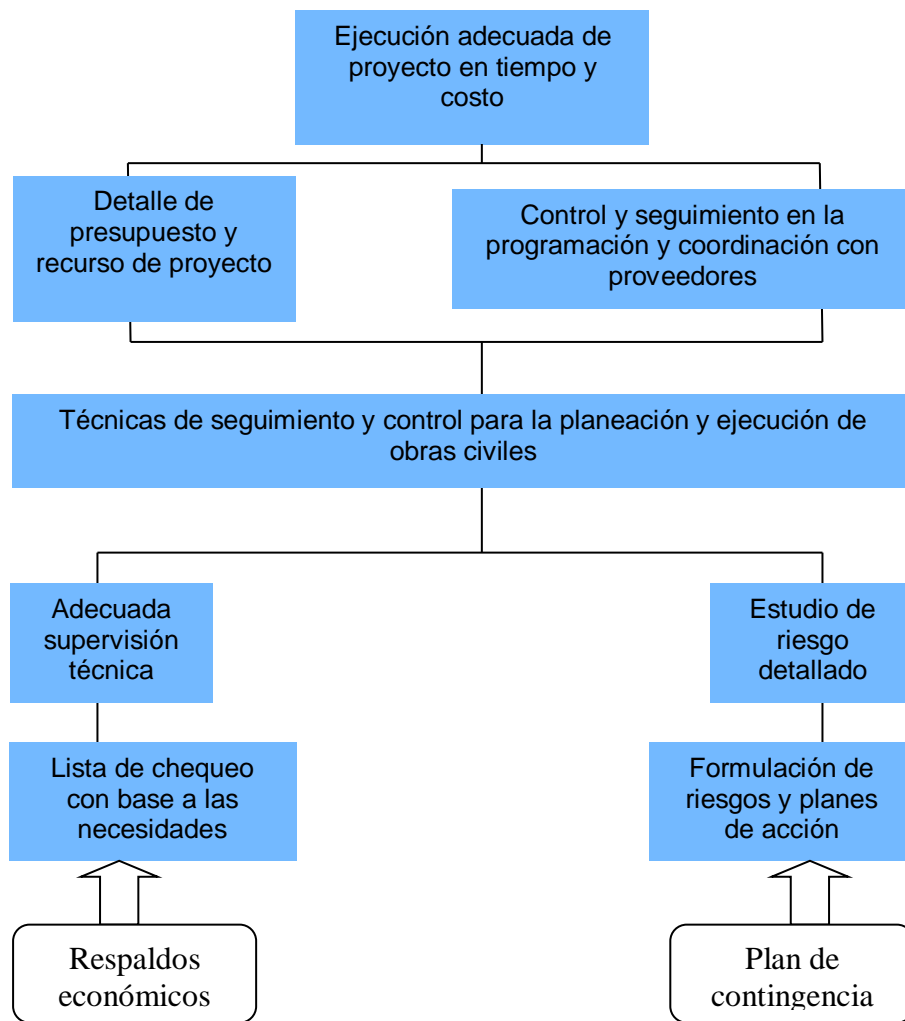 Ejecución adecuada de
proyecto en tiempo y
costo
Detalle de
presupuesto y
recurso de proyecto
Control y seguimiento en la
programación y coordinación con
proveedores
Técnicas de seguimiento y control para la planeación y ejecución de
obras civiles
Adecuada
supervisión
técnica
Estudio de
riesgo
detallado
Lista de chequeo
con base a las
necesidades
Formulación de
riesgos y planes
de acción
Respaldos
económicos
Plan de
contingencia